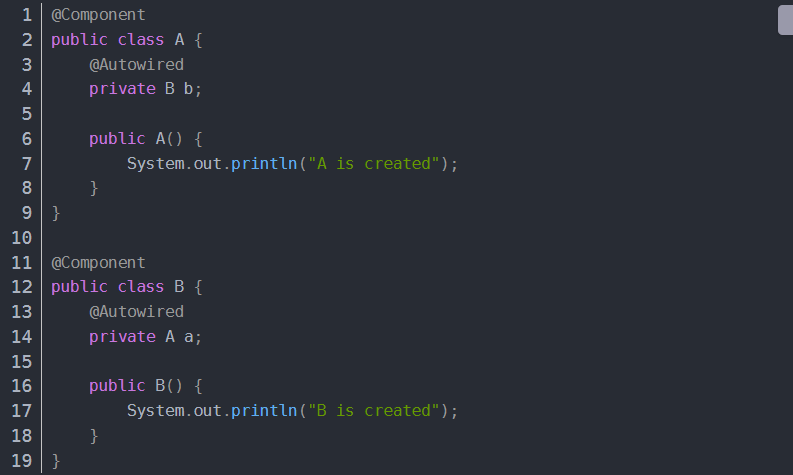 1 @Component
2 public class A {
3     @Autowired
4     private B b;
5
6     public A() {
7         System.out.println("A is created");
8     }
9 }
10
11 @Component
12 public class B {
13     @Autowired
14     private A a;
15
16     public B() {
17         System.out.println("B is created");
18     }
19 }